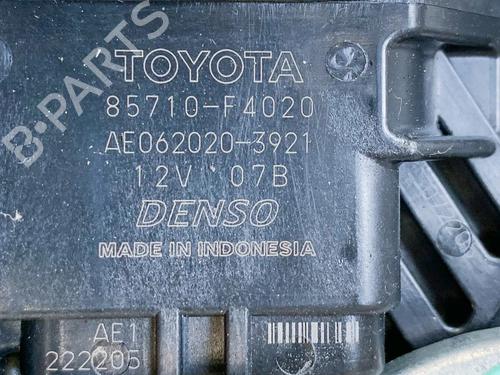 B-PARTS
TOYOTA
85710-F4020
AE062020-3921
12V 07B
DENSO
MADE IN INDONESIA
AE1
222205